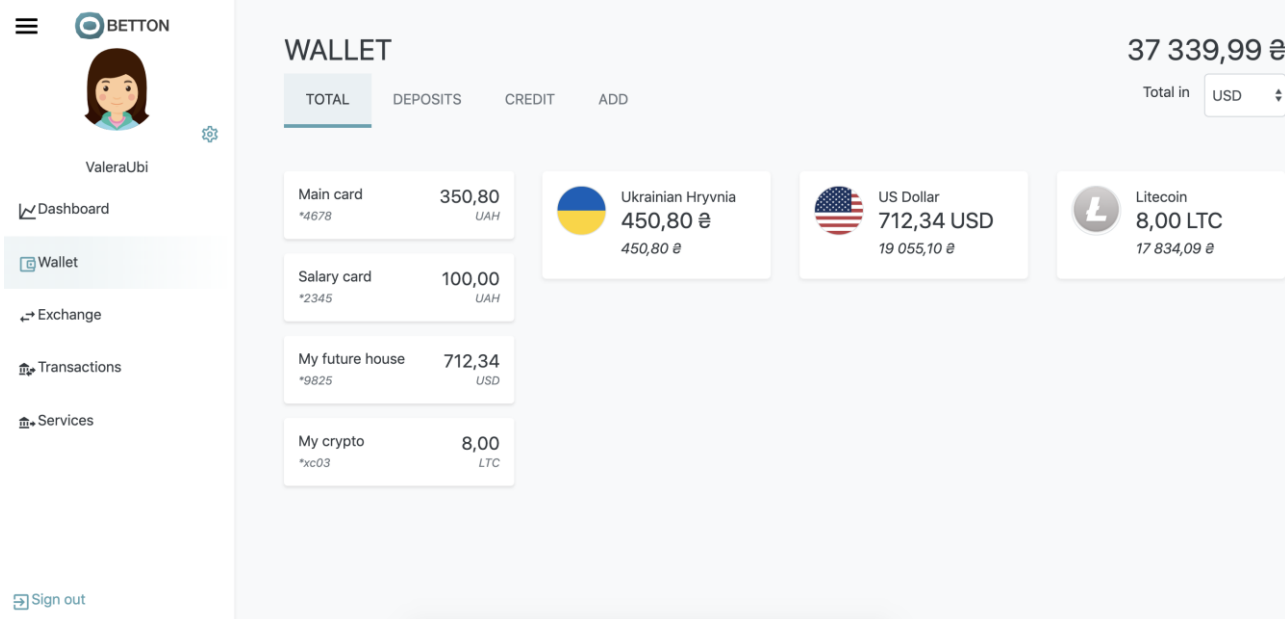 BETTON
ValeraUbi
Dashboard
Wallet
Exchange
Transactions
Services
Sign out
WALLET
37 339,99 ₴
TOTAL DEPOSITS CREDIT ADD
Total in USD
Main card 350,80
*4678 UAH
Salary card 100,00
*2345 UAH
My future house 712,34
*9825 USD
My crypto 8,00
*xc03 LTC
Ukrainian Hryvnia
450,80 ₴
450,80 ₴
US Dollar
712,34 USD
19 055,10 ₴
Litecoin
8,00 LTC
17 834,09 ₴